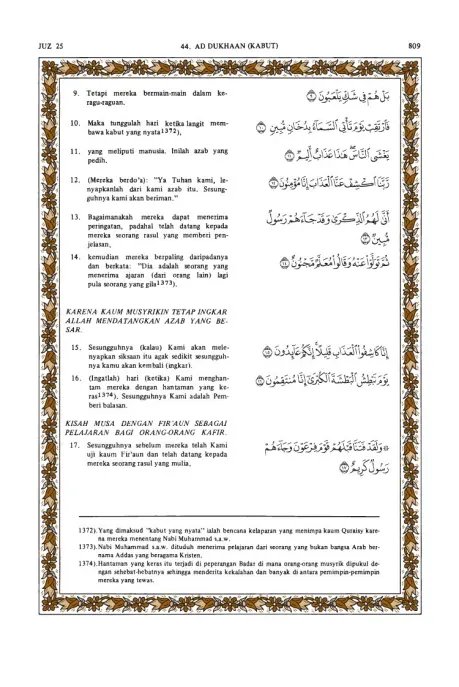 JUZ 25 44. AD DUKHAAN (KABUT) 809
9. Tetapi mereka bermain-main dalam ke-
ragu-raguan.
بَلْ هُمْ فِي شَكٍّ يَلْعَبُونَ ٩
10. Maka tunggulah hari ketika langit mem-
bawa kabut yang nyata1372),
فَارْتَقِبْ يَوْمَ تَأْتِي السَّمَاءُ بِدُخَانٍ مُّبِينٍ ١٠
11. yang meliputi manusia. Inilah azab yang
pedih.
يَغْشَى النَّاسَ هَٰذَا عَذَابٌ أَلِيمٌ ١١
12. (Mereka berdo'a): "Ya Tuhan kami, le-
nyapkanlah dari kami azab itu. Sesung-
guhnya kami akan beriman."
رَبَّنَا اكْشِفْ عَنَّا الْعَذَابَ إِنَّا مُؤْمِنُونَ ١٢
13. Bagaimanakah mereka dapat menerima
peringatan, padahal telah datang kepada
mereka seorang rasul yang memberi pen-
jelasan,
أَنَّىٰ لَهُمُ الذِّكْرَىٰ وَقَدْ جَاءَهُمْ رَسُولٌ
مُّبِينٌ ١٣
14. kemudian mereka berpaling daripadanya
dan berkata: "Dia adalah seorang yang
menerima ajaran (dari orang lain) lagi
pula seorang yang gila1373).
ثُمَّ تَوَلَّوْا عَنْهُ وَقَالُوا مُعَلَّمٌ مَّجْنُونٌ ١٤
KARENA KAUM MUSYRIKIN TETAP INGKAR
ALLAH MENDATANGKAN AZAB YANG BE-
SAR.
15. Sesungguhnya (kalau) Kami akan mele-
nyapkan siksaan itu agak sedikit sesungguh-
nya kamu akan kembali (ingkar).
إِنَّا كَاشِفُو الْعَذَابِ قَلِيلًا إِنَّكُمْ عَائِدُونَ ١٥
16. (Ingatlah) hari (ketika) Kami menghan-
tam mereka dengan hantaman yang ke-
ras1374). Sesungguhnya Kami adalah Pem-
beri balasan.
يَوْمَ نَبْطِشُ الْبَطْشَةَ الْكُبْرَىٰ إِنَّا مُنتَقِمُونَ ١٦
KISAH MUSA DENGAN FIR'AUN SEBAGAI
PELAJARAN BAGI ORANG-ORANG KAFIR.
17. Sesungguhnya sebelum mereka telah Kami
uji kaum Fir'aun dan telah datang kepada
mereka seorang rasul yang mulia,
۞ وَلَقَدْ فَتَنَّا قَبْلَهُمْ قَوْمَ فِرْعَوْنَ وَجَاءَهُمْ
رَسُولٌ كَرِيمٌ ١٧
1372). Yang dimaksud "kabut yang nyata" ialah bencana kelaparan yang menimpa kaum Quraisy kare-
na mereka menentang Nabi Muhammad s.a.w.
1373). Nabi Muhammad s.a.w. dituduh menerima pelajaran dari seorang yang bukan bangsa Arab ber-
nama Addas yang beragama Kristen.
1374). Hantaman yang keras itu terjadi di peperangan Badar di mana orang-orang musyrik dipukul de-
ngan sehebat-hebatnya sehingga menderita kekalahan dan banyak di antara pemimpin-pemimpin
mereka yang tewas.